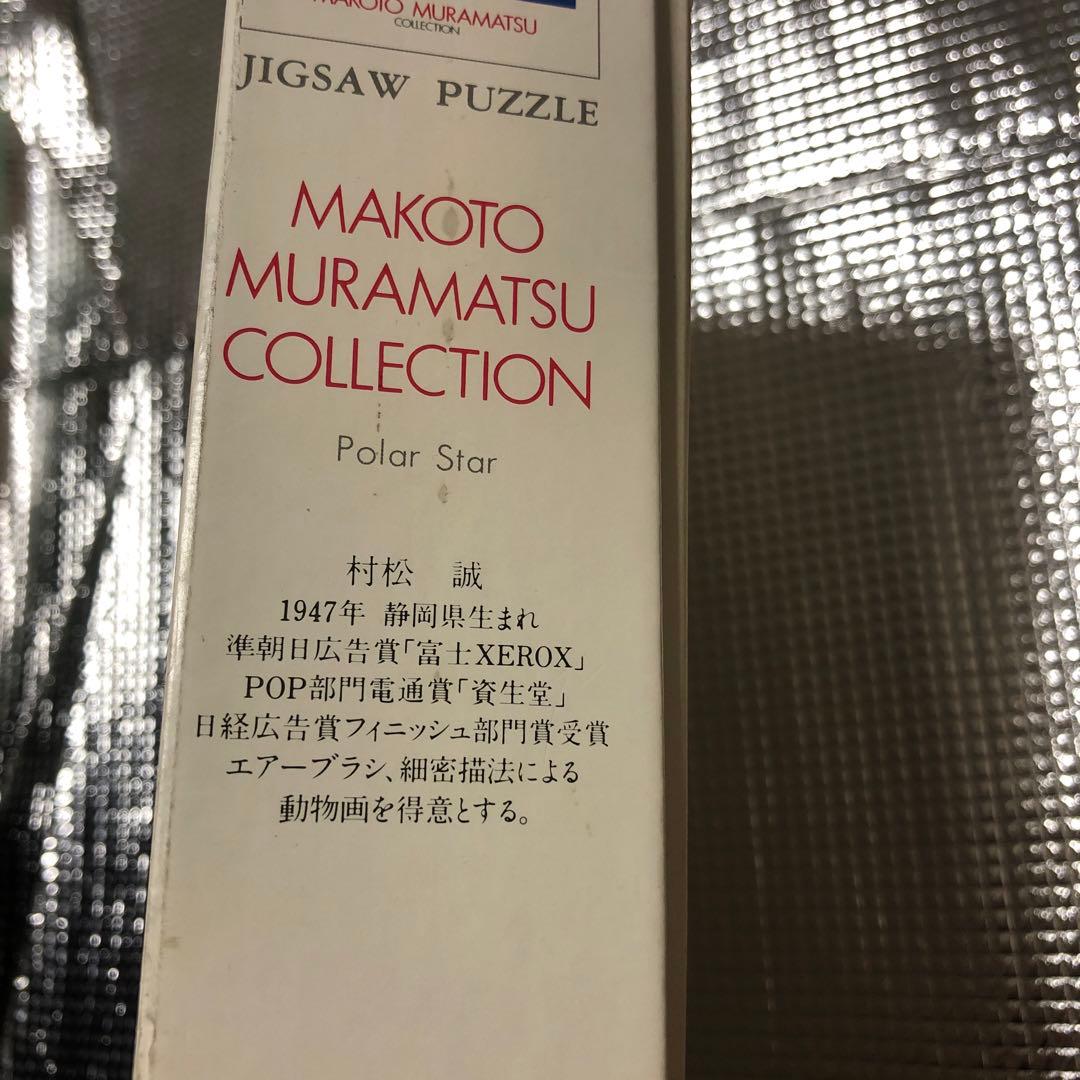 MAKOTO MURAMATSU
COLLECTION
JIGSAW PUZZLE
MAKOTO
MURAMATSU
COLLECTION
Polar Star
村松　誠
1947年 静岡県生まれ
準朝日広告賞「富士XEROX」
POP部門電通賞「資生堂」
日経広告賞フィニッシュ部門賞受賞
エアーブラシ、細密描法による
動物画を得意とする。